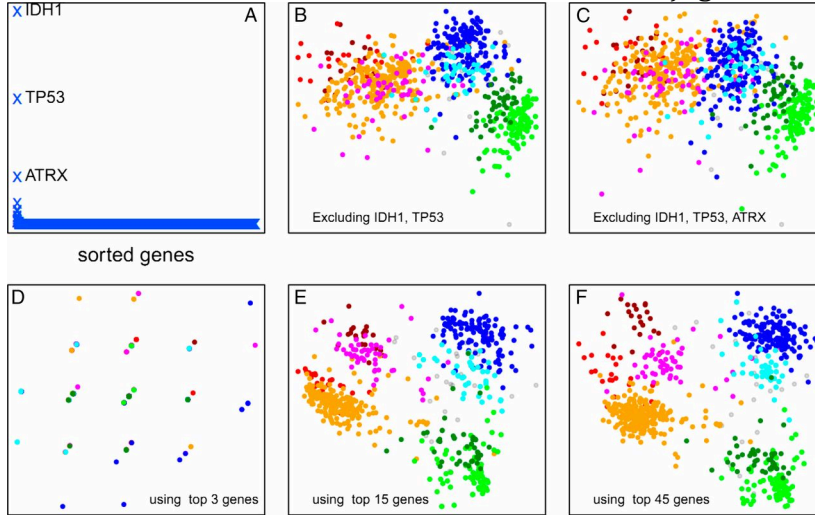 IDH1
A
TP53
ATRX
sorted genes
B
Excluding IDH1, TP53
C
Excluding IDH1, TP53, ATRX
D
using top 3 genes
E
using top 15 genes
F
using top 45 genes